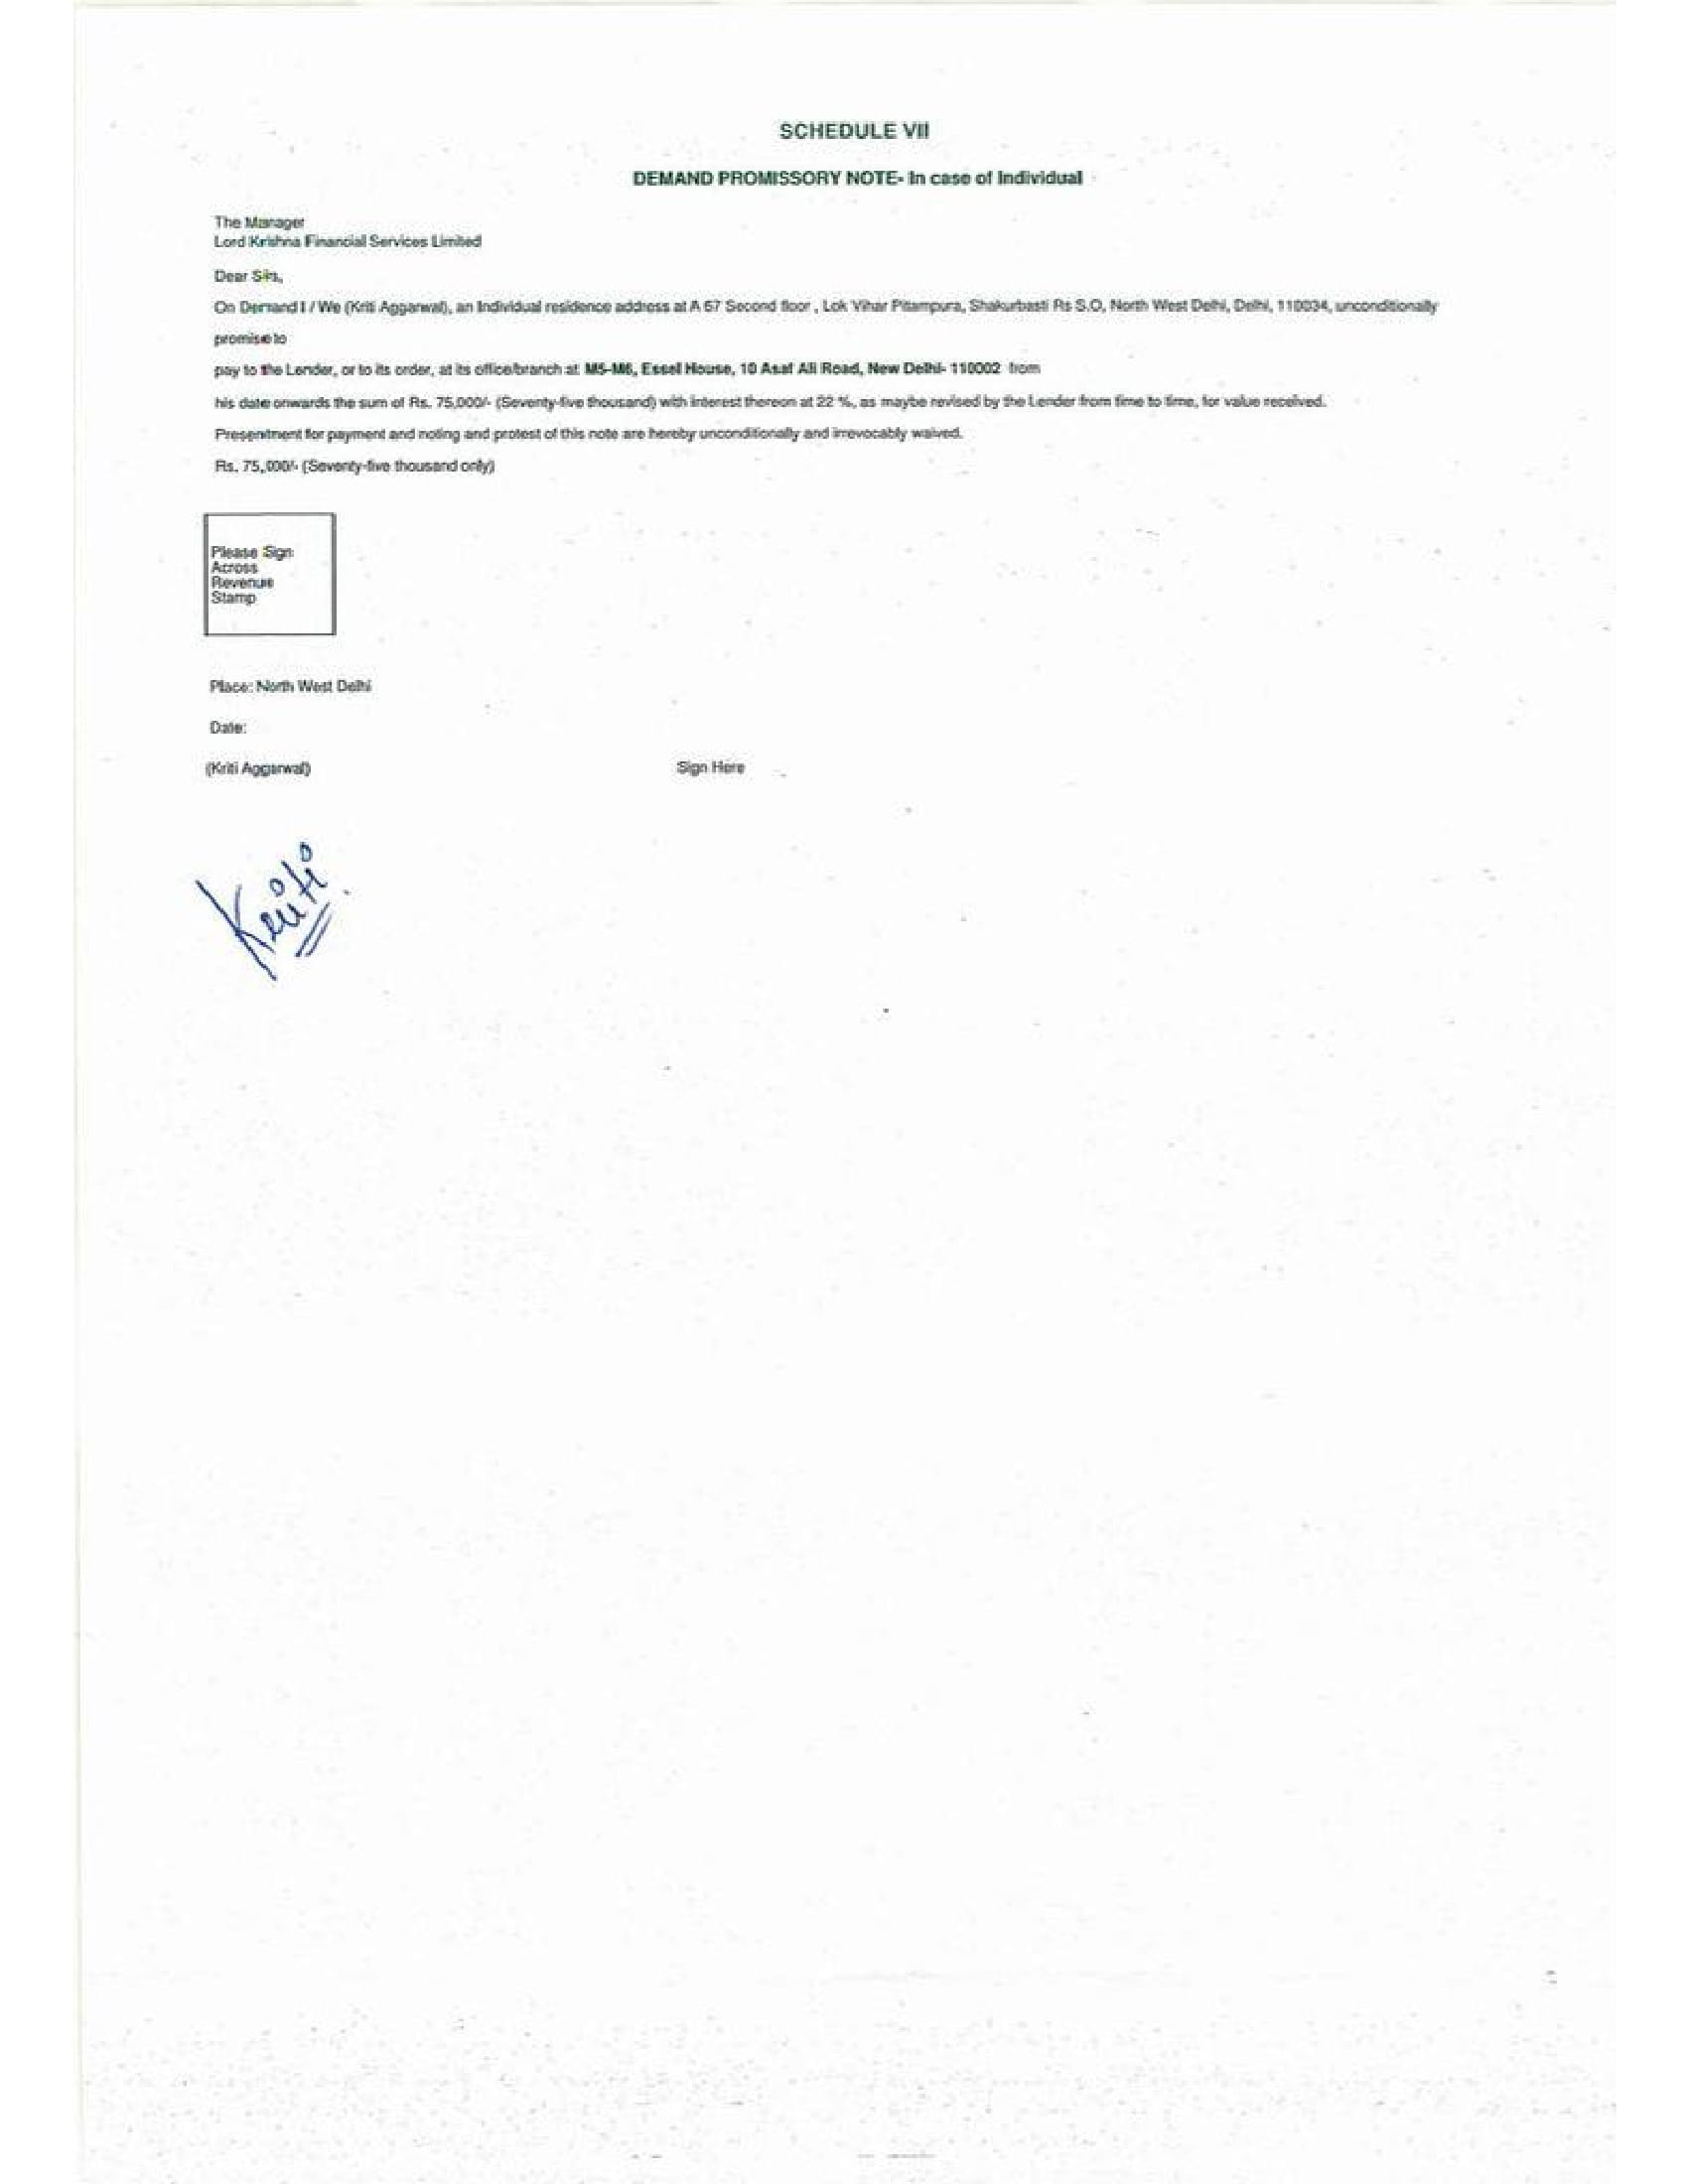 SCHEDULE VII
DEMAND PROMISSORY NOTE- In case of Individual
The Manager
Lord Krishna Financial Services Limited
Dear Sirs,
On Demand I / We (Kriti Aggarwal), an Individual residence address at A 67 Second floor , Lok Vihar Pitampura, Shakurbasti Rs S.O, North West Delhi, Delhi, 110034, unconditionally
promise to
pay to the Lender, or to its order, at its office/branch at M5-M6, Essel House, 10 Asaf Ali Road, New Delhi- 110002 from
his date onwards the sum of Rs. 75,000/- (Seventy-five thousand) with interest thereon at 22 %, as maybe revised by the Lender from time to time, for value received.
Presentment for payment and noting and protest of this note are hereby unconditionally and irrevocably waived.
Rs. 75,000/- (Seventy-five thousand only)
Please Sign
Across
Revenue
Stamp
Place: North West Delhi
Date:
(Kriti Aggarwal) Sign Here
Kriti